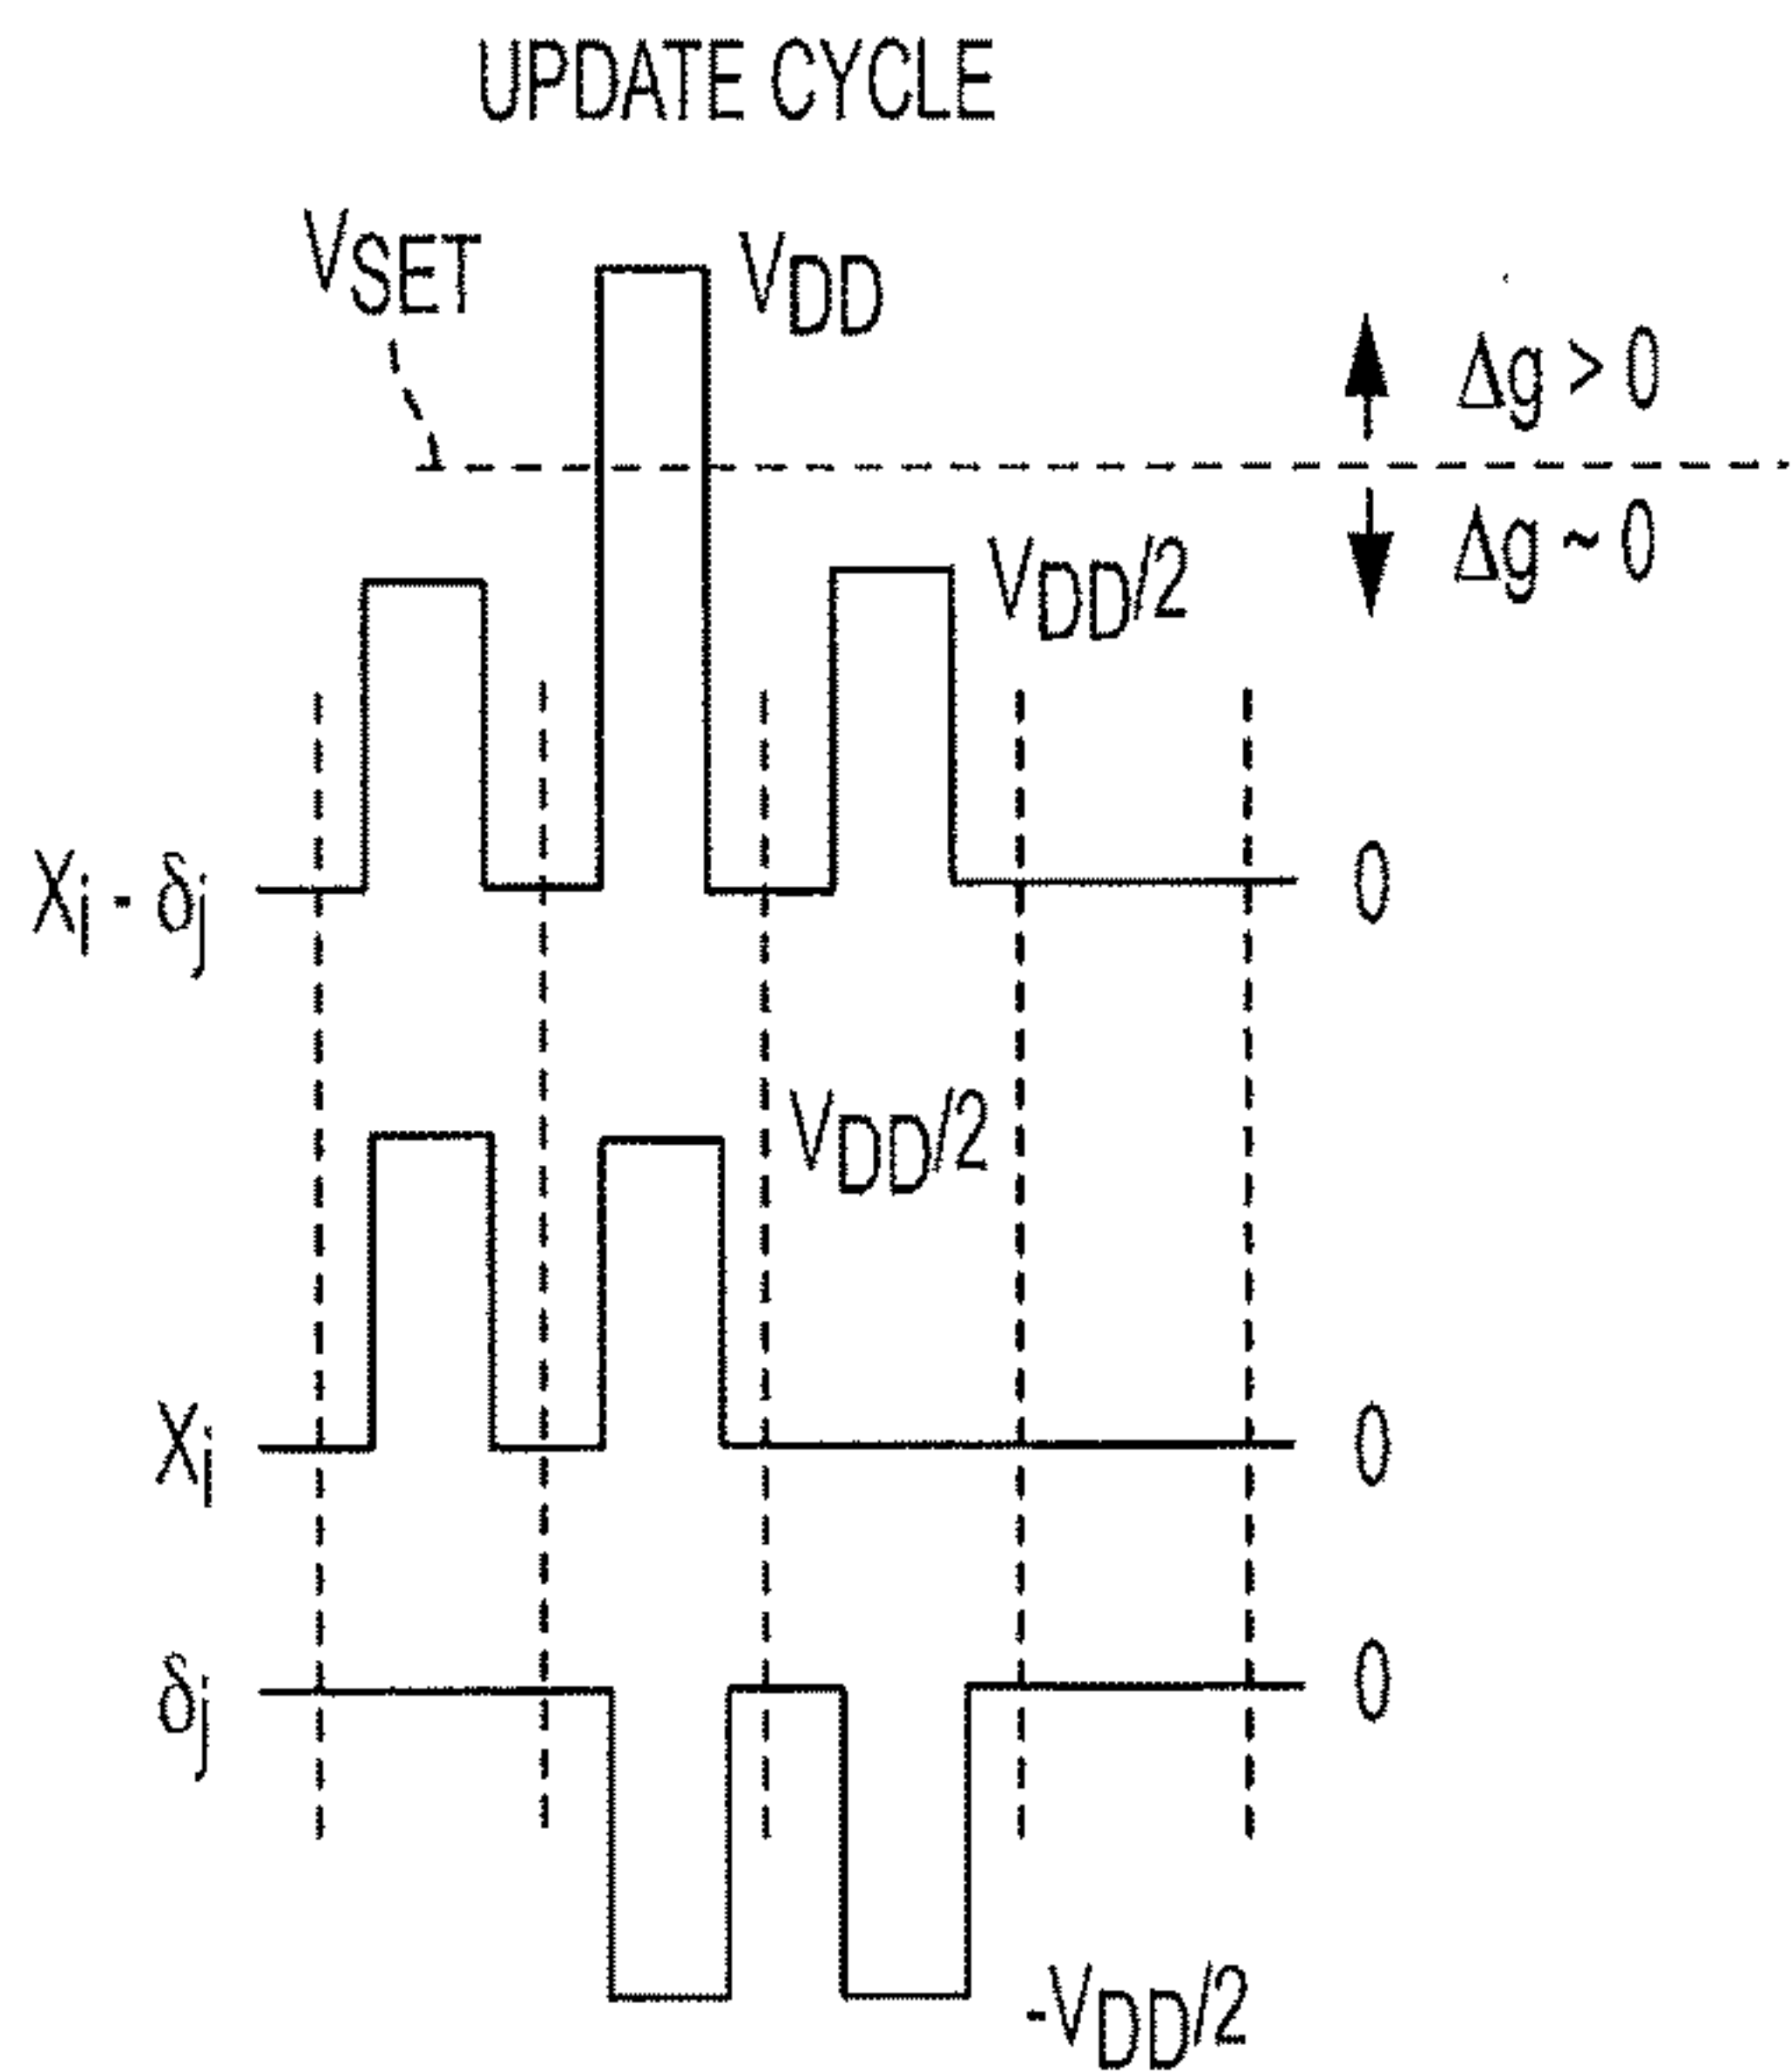 UPDATE CYCLE
VSET
VDD
Δg > 0
Δg ~ 0
VDD/2
Xi - δj
0
VDD/2
Xi
0
δj
0
-VDD/2